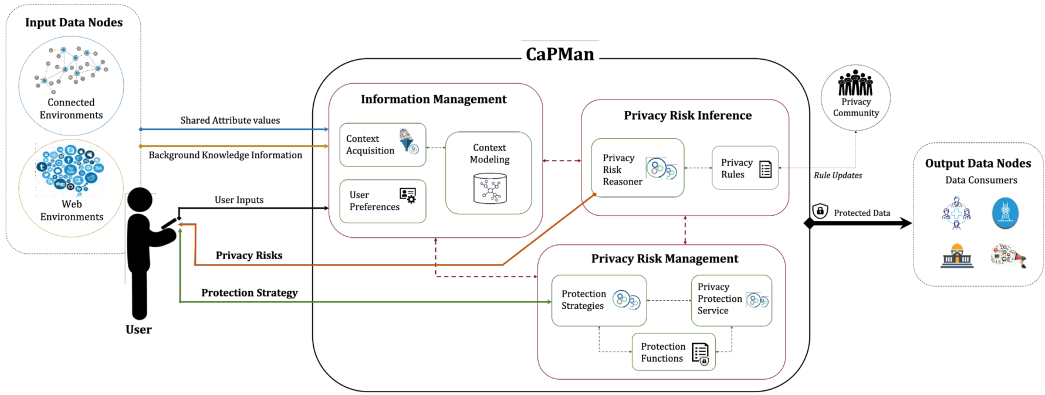 Input Data Nodes
Connected
Environments
Web
Environments
User
Shared Attribute values
Background Knowledge Information
User Inputs
Privacy Risks
Protection Strategy
CaPMan
Information Management
Context
Acquisition
Context
Modeling
User
Preferences
Privacy Risk Inference
Privacy
Risk
Reasoner
Privacy
Rules
Privacy Risk Management
Protection
Strategies
Privacy
Protection
Service
Protection
Functions
Privacy
Community
Rule Updates
Protected Data
Output Data Nodes
Data Consumers